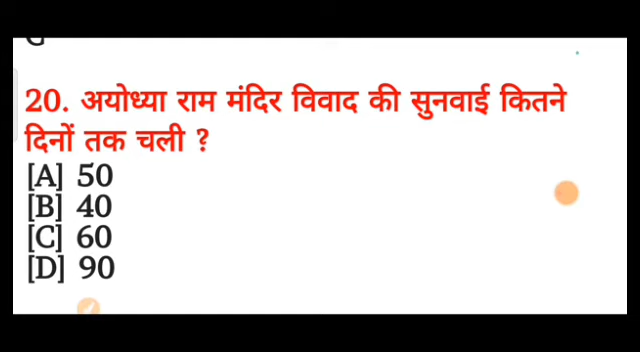 20. अयोध्या राम मंदिर विवाद की सुनवाई कितने
दिनों तक चली ?
[A] 50
[B] 40
[C] 60
[D] 90